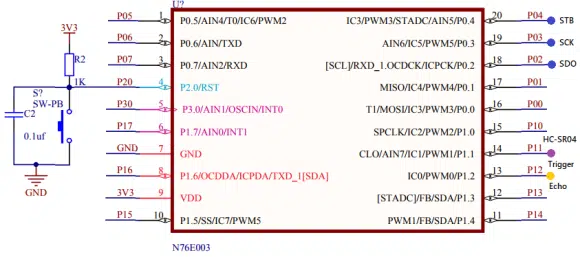 U?
P05 1 P0.5/AIN4/T0/IC6/PWM2 IC3/PWM3/STADC/AIN5/P0.4 20 P04 STB
3V3
P06 2 P0.6/AIN/TXD AIN6/IC5/PWM5/P0.3 19 P03 SCK
R2
P07 3 P0.7/AIN2/RXD [SCL]/RXD_1.OCDCK/ICPCK/P0.2 18 P02 SDO
1K
P20 4 P2.0/RST MISO/IC4/PWM4/P0.1 17 P01
S?
SW-PB
P30 5 P3.0/AIN1/OSCIN/INT0 T1/MOSI/IC3/PWM3/P0.0 16 P00
C2
P17 6 P1.7/AIN0/INT1 SPCLK/IC2/PWM2/P1.0 15 P10
0.1uf
HC-SR04
GND 7 GND CLO/AIN7/IC1/PWM1/P1.1 14 P11
Trigger
P16 8 P1.6/OCDDA/ICPDA/TXD_1[SDA] IC0/PWM0/P1.2 13 P12
Echo
GND
3V3 9 VDD [STADC]/FB/SDA/P1.3 12 P13
P15 10 P1.5/SS/IC7/PWM5 PWM1/FB/SDA/P1.4 11 P14
N76E003